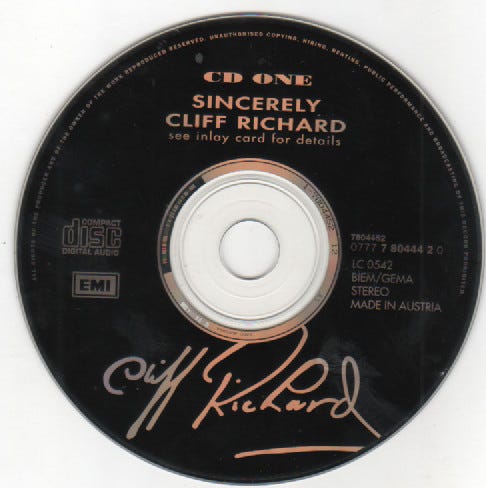 ALL RIGHTS OF THE PRODUCER AND OF THE OWNER OF THE WORK REPRODUCED RESERVED. UNAUTHORISED COPYING, HIRING, RENTING, PUBLIC PERFORMANCE AND BROADCASTING OF THIS RECORD PROHIBITED
CD ONE
SINCERELY
CLIFF RICHARD
see inlay card for details
COMPACT
disc
DIGITAL AUDIO
EMI
7804452
0777 7 80444 2 0
LC 0542
BIEM/GEMA
STEREO
MADE IN AUSTRIA
Cliff Richard